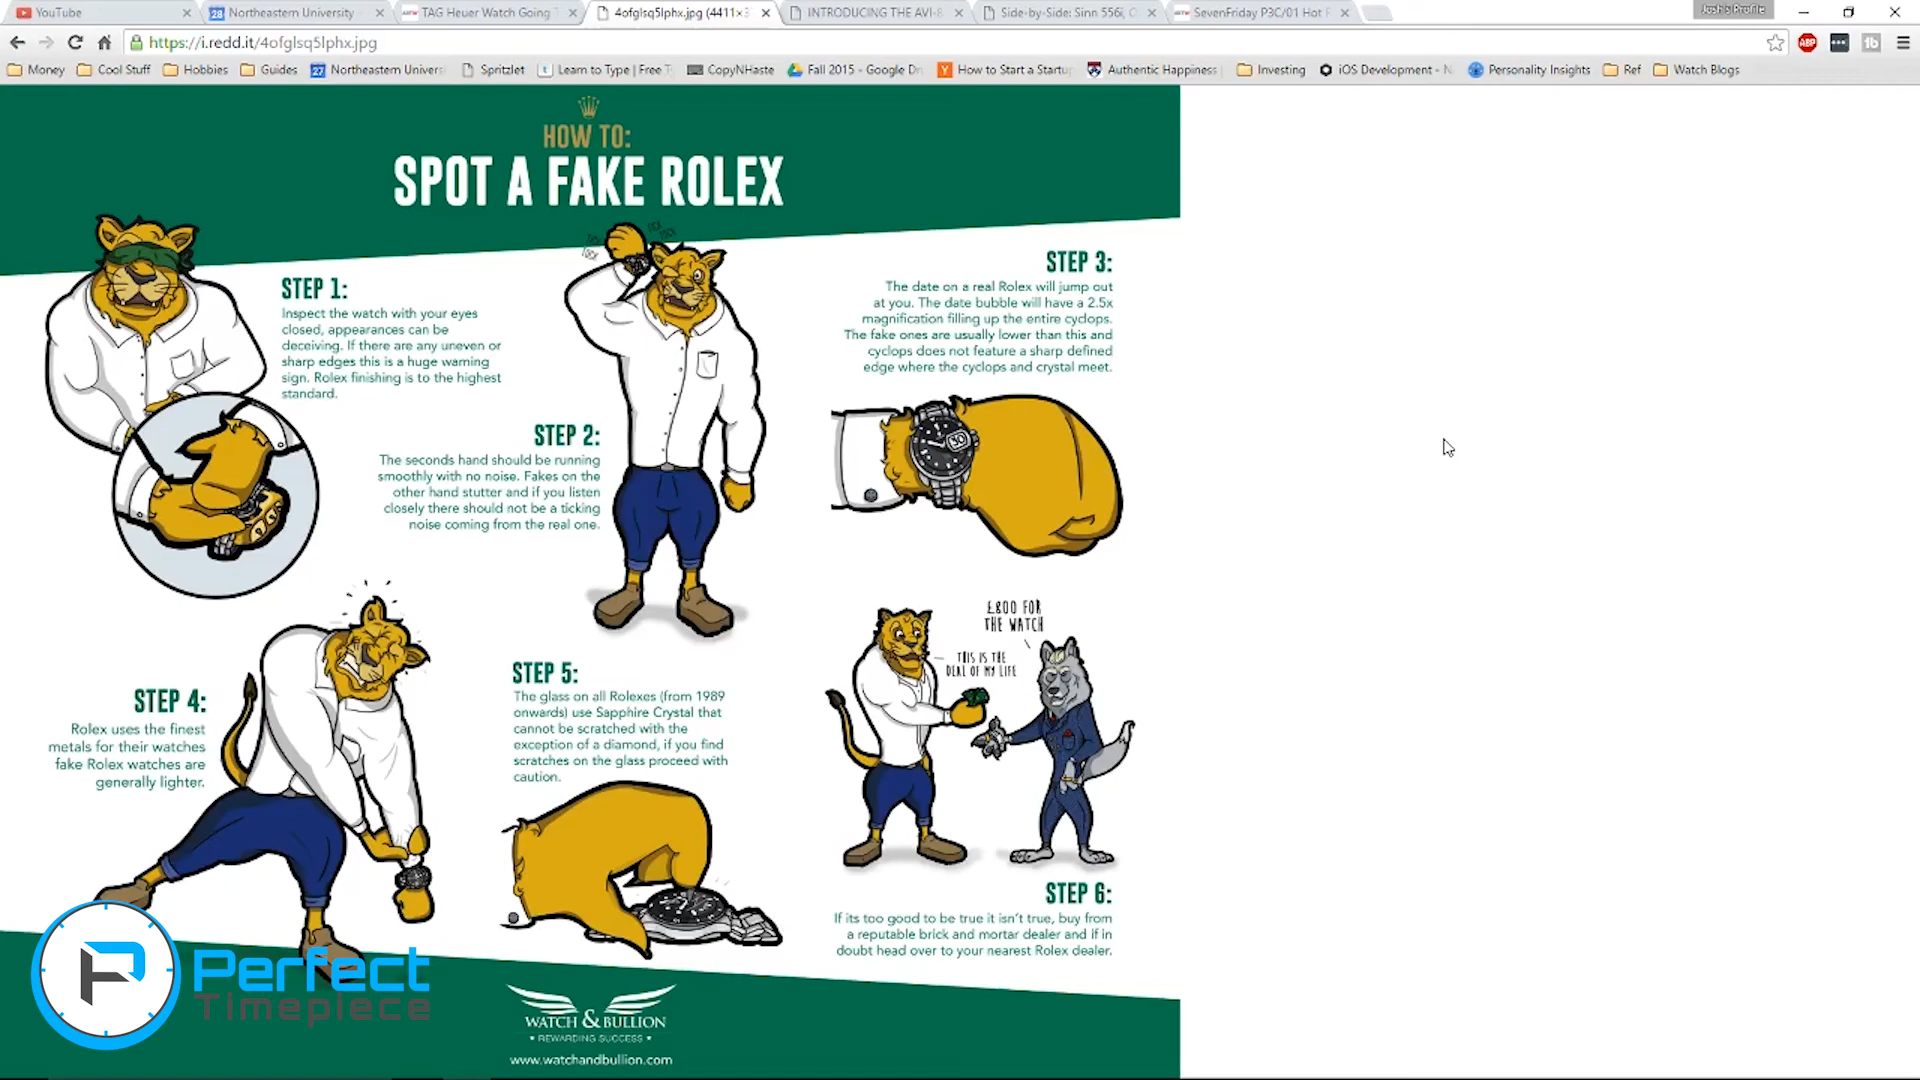 YouTube
Northeastern University
TAG Heuer Watch Going
4ofglsq5lphx.jpg (4411×
INTRODUCING THE AVI-8
Side-by-Side: Sinn 556i,
SevenFriday P3C/01 Hot
Josh's Profile
https://i.redd.it/4ofglsq5lphx.jpg
ABP
Money
Cool Stuff
Hobbies
Guides
27 Northeastern Univers
Spritzlet
Learn to Type | Free
CopyNHaste
Fall 2015 - Google Dr
How to Start a Startu
Authentic Happiness
Investing
iOS Development - N
Personality Insights
Ref
Watch Blogs
HOW TO:
SPOT A FAKE ROLEX
STEP 1:
Inspect the watch with your eyes
closed, appearances can be
deceiving. If there are any uneven or
sharp edges this is a huge warning
sign. Rolex finishing is to the highest
standard.
STEP 2:
The seconds hand should be running
smoothly with no noise. Fakes on the
other hand stutter and if you listen
closely there should not be a ticking
noise coming from the real one.
STEP 3:
The date on a real Rolex will jump out
at you. The date bubble will have a 2.5x
magnification filling up the entire cyclops.
The fake ones are usually lower than this and
cyclops does not feature a sharp defined
edge where the cyclops and crystal meet.
30
STEP 4:
Rolex uses the finest
metals for their watches
fake Rolex watches are
generally lighter.
STEP 5:
The glass on all Rolexes (from 1989
onwards) use Sapphire Crystal that
cannot be scratched with the
exception of a diamond, if you find
scratches on the glass proceed with
caution.
£800 FOR
THE WATCH
THIS IS THE
DEAL OF MY LIFE
STEP 6:
If its too good to be true it isn't true, buy from
a reputable brick and mortar dealer and if in
doubt head over to your nearest Rolex dealer.
Perfect
Timepiece
WATCH & BULLION
• REWARDING SUCCESS •
www.watchandbullion.com